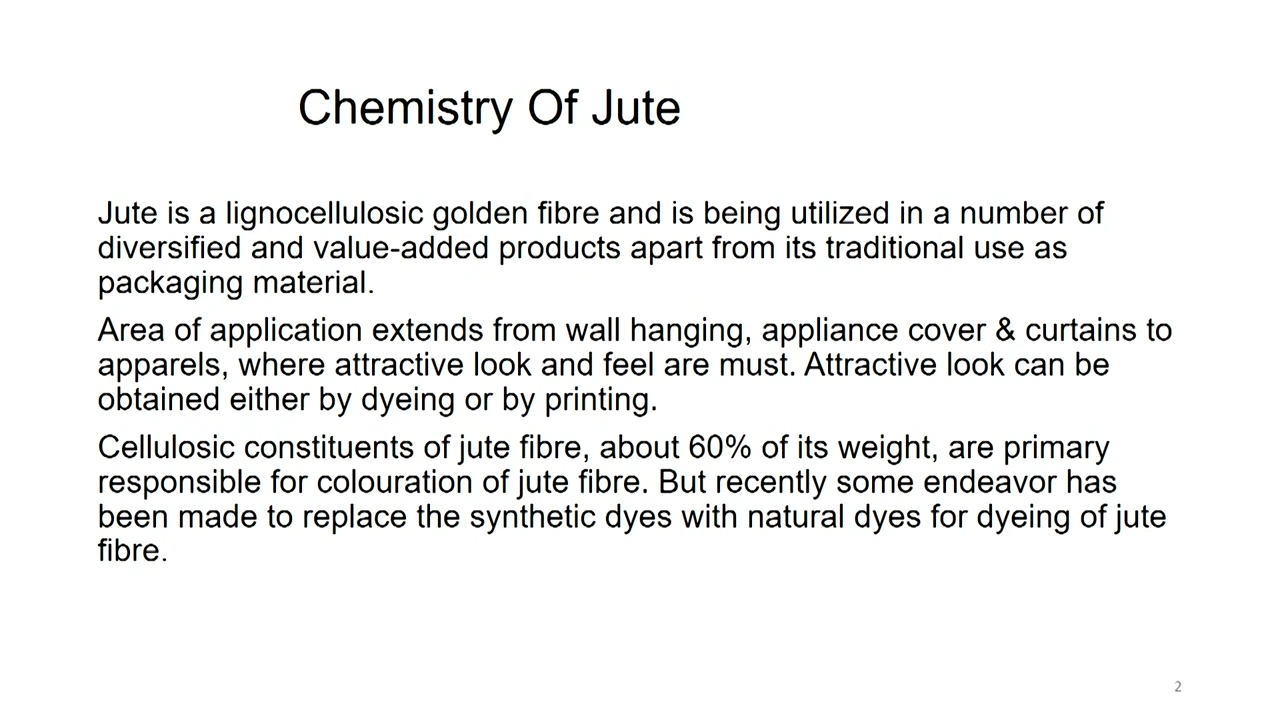 Chemistry Of Jute
Jute is a lignocellulosic golden fibre and is being utilized in a number of
diversified and value-added products apart from its traditional use as
packaging material.
Area of application extends from wall hanging, appliance cover & curtains to
apparels, where attractive look and feel are must. Attractive look can be
obtained either by dyeing or by printing.
Cellulosic constituents of jute fibre, about 60% of its weight, are primary
responsible for colouration of jute fibre. But recently some endeavor has
been made to replace the synthetic dyes with natural dyes for dyeing of jute
fibre.
2